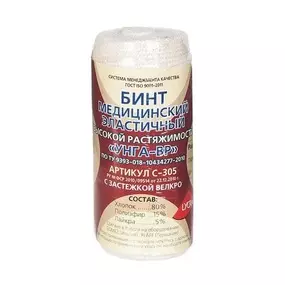 СИСТЕМА МЕНЕДЖМЕНТА КАЧЕСТВА
ГОСТ ISO 9001-2011
БИНТ
МЕДИЦИНСКИЙ
ЭЛАСТИЧНЫЙ
ВЫСОКОЙ РАСТЯЖИМОСТИ
«УНГА-ВР»
ПО ТУ 9393-018-10434277-2010
АРТИКУЛ С-305
С ЗАСТЕЖКОЙ ВЕЛКРО
СОСТАВ:
Хлопок 80%
Полиэфир 15%
Лайкра 5%